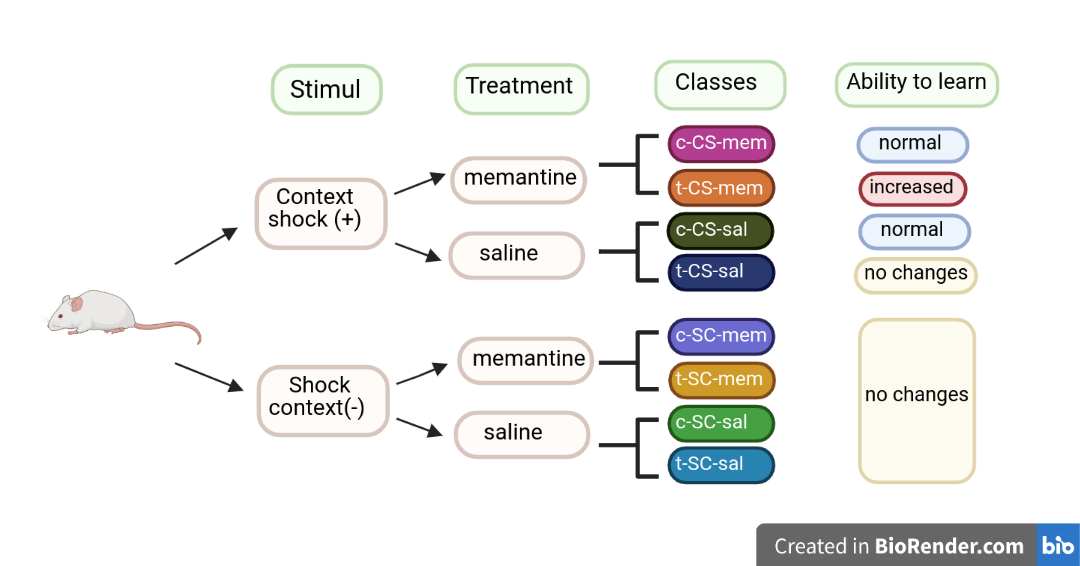 Stimul
Treatment
Classes
Ability to learn
Context
shock (+)
memantine
saline
c-CS-mem
t-CS-mem
c-CS-sal
t-CS-sal
normal
increased
normal
no changes
Shock
context(-)
memantine
saline
c-SC-mem
t-SC-mem
c-SC-sal
t-SC-sal
no changes
Created in BioRender.com bio